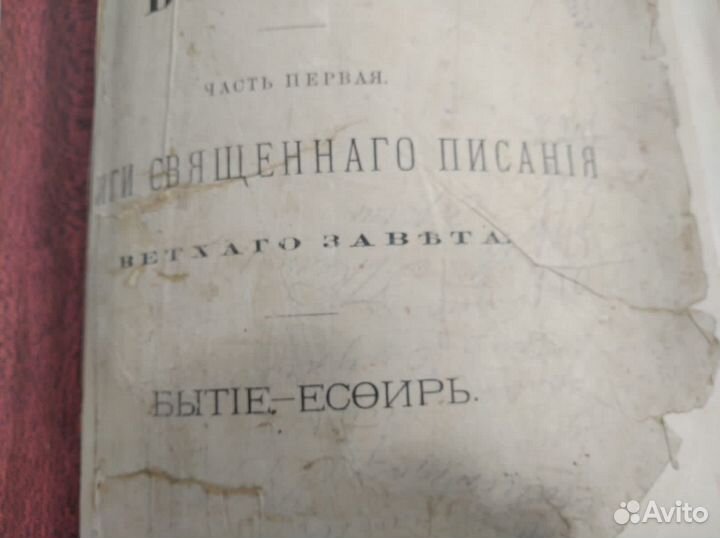 ЧАСТЬ ПЕРВАЯ.
СВЯЩЕННАГО ПИСАНІЯ
ВЕТХАГО ЗАВѢТА.
БЫТІЕ.—ЕСѲИРЬ.
Avito